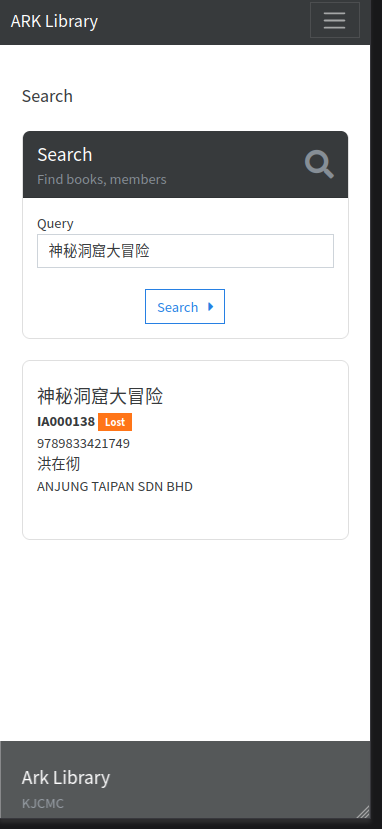 ARK Library
Search
Search
Find books, members
Query
神秘洞窟大冒险
Search
神秘洞窟大冒险
IA000138 Lost
9789833421749
洪在彻
ANJUNG TAIPAN SDN BHD
Ark Library
KJCMC